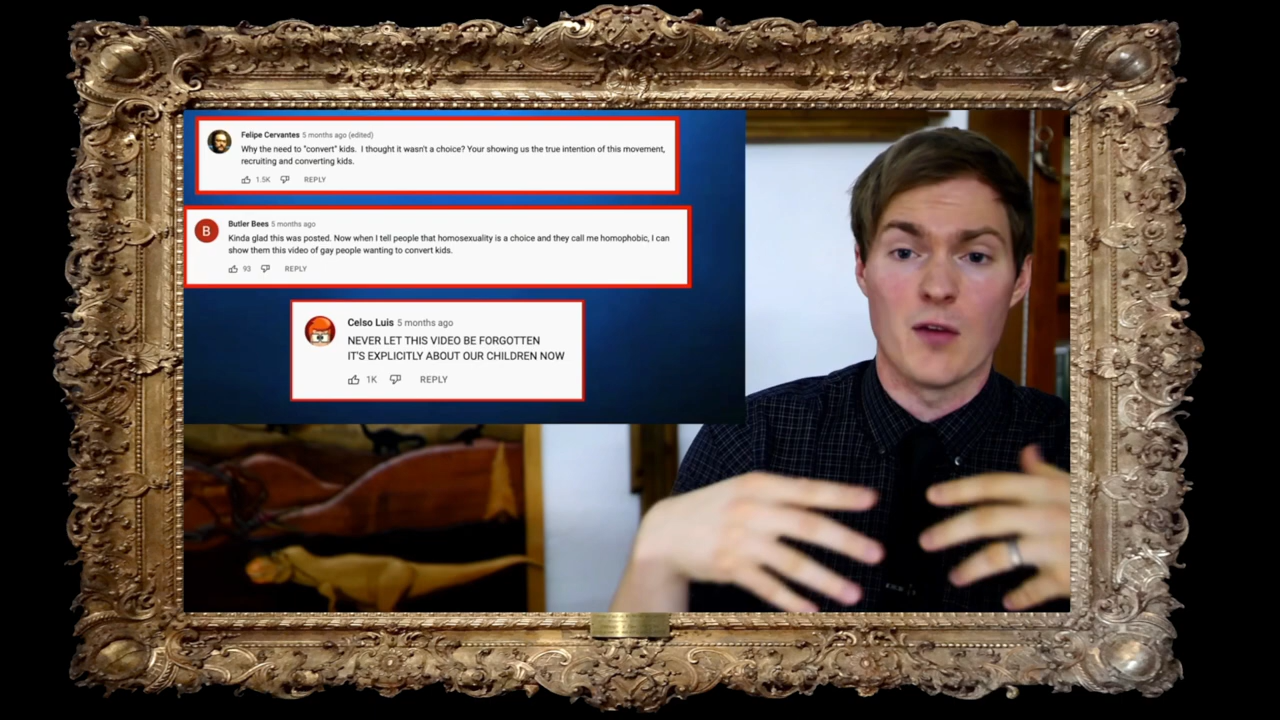 Felipe Cervantes 5 months ago (edited)
Why the need to "convert" kids. I thought it wasn't a choice? Your showing us the true intention of this movement,
recruiting and converting kids.
1.5K REPLY
B
Butler Bees 5 months ago
Kinda glad this was posted. Now when I tell people that homosexuality is a choice and they call me homophobic, I can
show them this video of gay people wanting to convert kids.
93 REPLY
Celso Luis 5 months ago
NEVER LET THIS VIDEO BE FORGOTTEN
IT'S EXPLICITLY ABOUT OUR CHILDREN NOW
1K REPLY